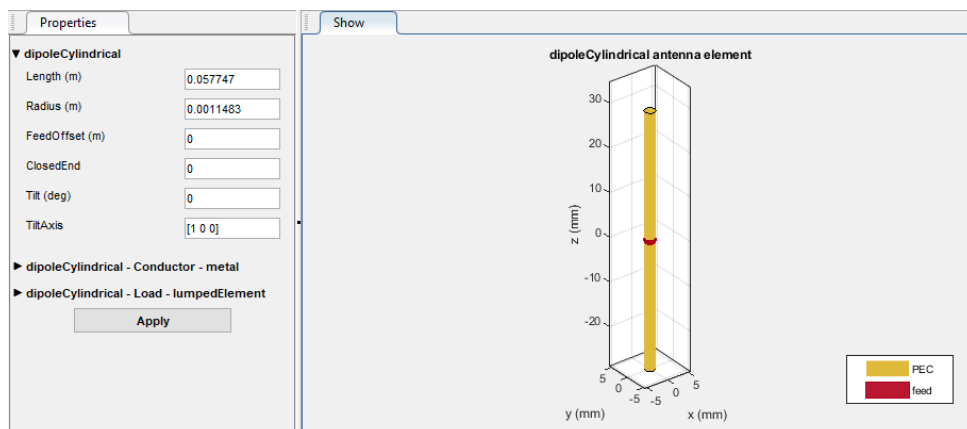 Properties
▼ dipoleCylindrical
Length (m) 0.057747
Radius (m) 0.0011483
FeedOffset (m) 0
ClosedEnd 0
Tilt (deg) 0
TiltAxis [1 0 0]
► dipoleCylindrical - Conductor - metal
► dipoleCylindrical - Load - lumpedElement
Apply
Show
dipoleCylindrical antenna element
30
20
10
0
-10
-20
z (mm)
5
0
-5
y (mm)
-5
0
5
x (mm)
PEC
feed